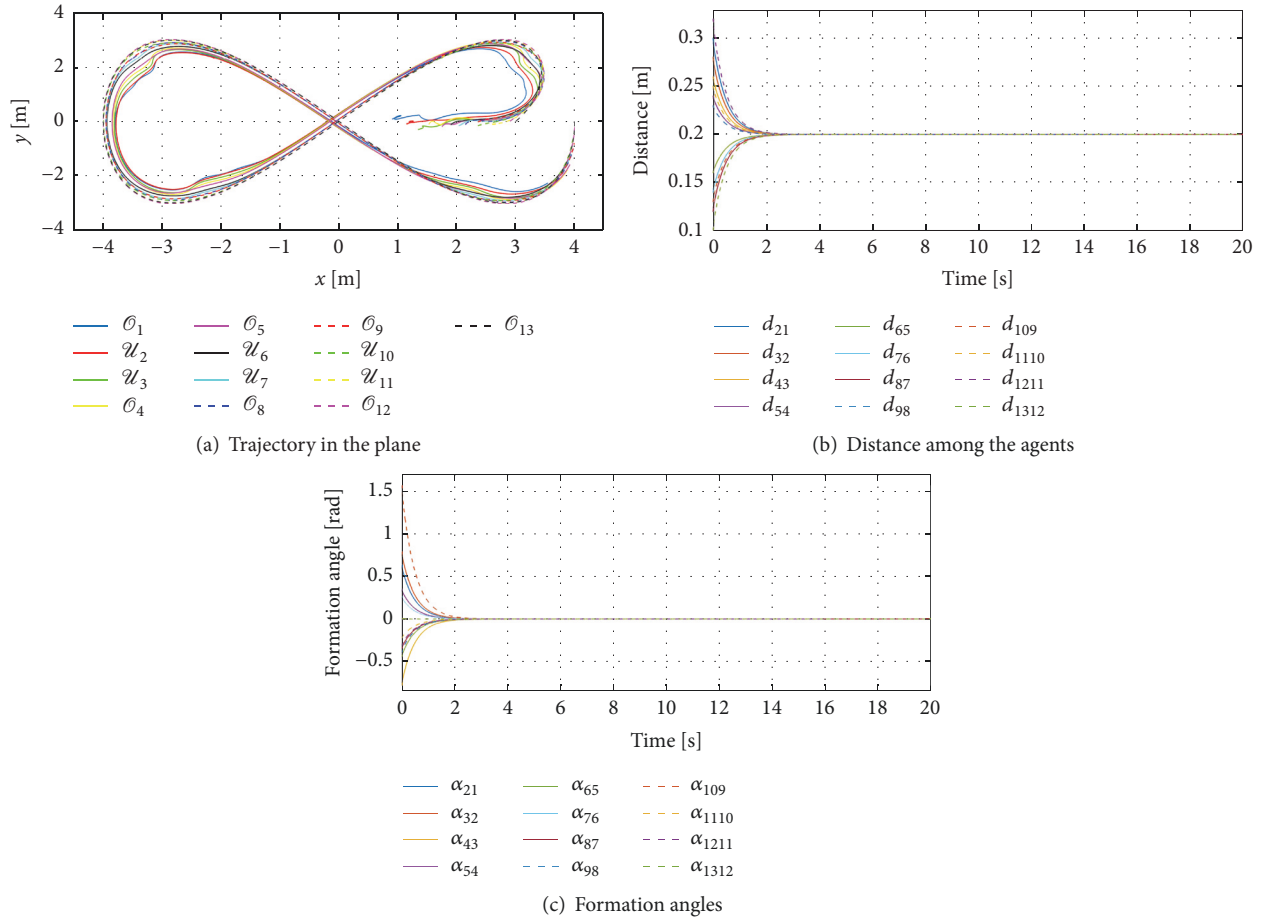 4
3
2
0
−2
−4
y [m]
−4 −3 −2 −1 0 1 2 3 4
x [m]
𝒪1 𝒪5 𝒪9 𝒪13
𝒰2 𝒰6 𝒰10
𝒰3 𝒰7 𝒰11
𝒪4 𝒪8 𝒪12
(a) Trajectory in the plane
0.3
0.25
0.2
0.15
0.1
Distance [m]
0 2 4 6 8 10 12 14 16 18 20
Time [s]
d21 d65 d109
d32 d76 d1110
d43 d87 d1211
d54 d98 d1312
(b) Distance among the agents
1.5
1
0.5
0
−0.5
Formation angle [rad]
0 2 4 6 8 10 12 14 16 18 20
Time [s]
α21 α65 α109
α32 α76 α1110
α43 α87 α1211
α54 α98 α1312
(c) Formation angles